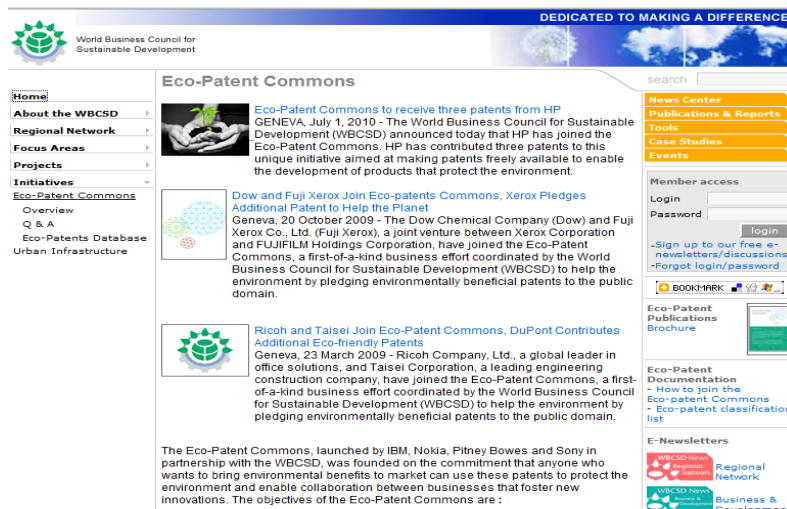 DEDICATED TO MAKING A DIFFERENCE
World Business Council for
Sustainable Development
Home
About the WBCSD
Regional Network
Focus Areas
Projects
Initiatives
Eco-Patent Commons
Overview
Q & A
Eco-Patents Database
Urban Infrastructure
Eco-Patent Commons
Eco-Patent Commons to receive three patents from HP
GENEVA, July 1, 2010 - The World Business Council for Sustainable
Development (WBCSD) announced today that HP has joined the
Eco-Patent Commons. HP has contributed three patents to this
unique initiative aimed at making patents freely available to enable
the development of products that protect the environment.
Dow and Fuji Xerox Join Eco-patents Commons, Xerox Pledges
Additional Patent to Help the Planet
Geneva, 20 October 2009 - The Dow Chemical Company (Dow) and Fuji
Xerox Co., Ltd. (Fuji Xerox), a joint venture between Xerox Corporation
and FUJIFILM Holdings Corporation, have joined the Eco-Patent
Commons, a first-of-a-kind business effort coordinated by the World
Business Council for Sustainable Development (WBCSD) to help the
environment by pledging environmentally beneficial patents to the public
domain.
Ricoh and Taisei Join Eco-Patent Commons, DuPont Contributes
Additional Eco-friendly Patents
Geneva, 23 March 2009 - Ricoh Company, Ltd., a global leader in
office solutions, and Taisei Corporation, a leading engineering
construction company, have joined the Eco-Patent Commons, a first-
of-a-kind business effort coordinated by the World Business Council
for Sustainable Development (WBCSD) to help the environment by
pledging environmentally beneficial patents to the public domain.
The Eco-Patent Commons, launched by IBM, Nokia, Pitney Bowes and Sony in
partnership with the WBCSD, was founded on the commitment that anyone who
wants to bring environmental benefits to market can use these patents to protect the
environment and enable collaboration between businesses that foster new
innovations. The objectives of the Eco-Patent Commons are :
search
News Center
Publications & Reports
Tools
Case Studies
Events
Member access
Login
Password
login
-Sign up to our free e-
newsletters/discussions
-Forgot login/password
BOOKMARK
Eco-Patent
Publications
Brochure
Eco-Patent
Documentation
- How to join the
Eco-patent Commons
- Eco-patent classification
list
E-Newsletters
WBCSD News
Regional
Network
Regional
Network
WBCSD News
Business &
Development
Business &